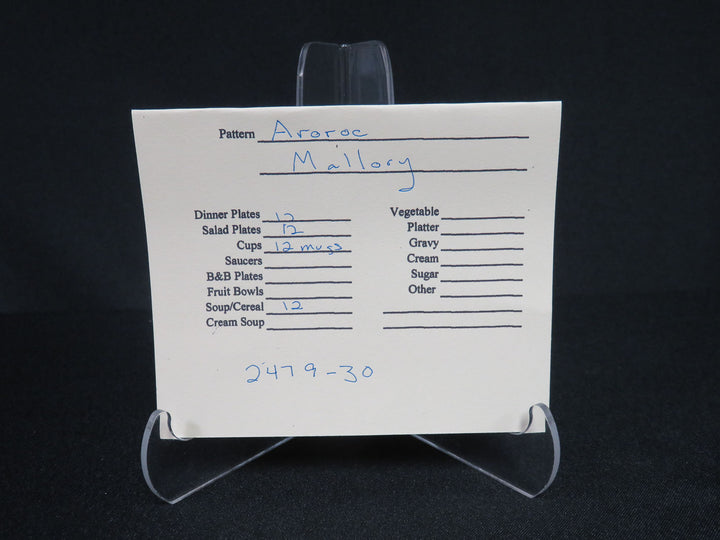 Pattern Aroroc
Mallory
Dinner Plates 12
Salad Plates 12
Cups 12 mugs
Saucers
B&B Plates
Fruit Bowls
Soup/Cereal 12
Cream Soup
Vegetable
Platter
Gravy
Cream
Sugar
Other
2479-30